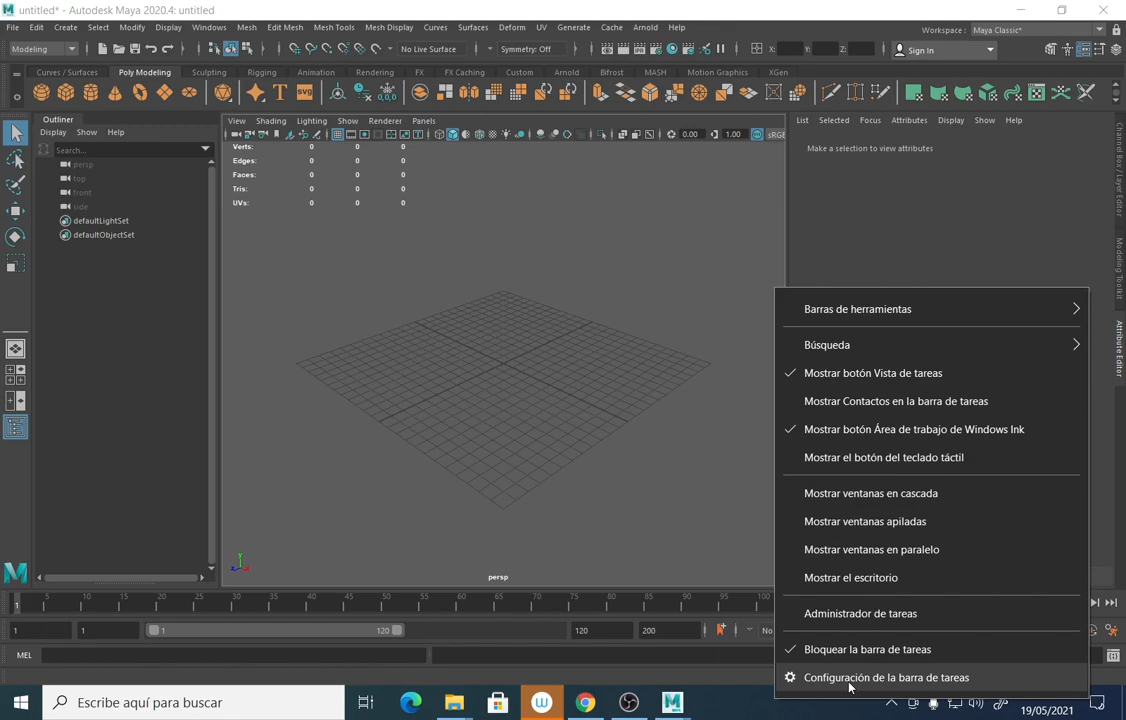 untitled* - Autodesk Maya 2020.4: untitled
File Edit Create Select Modify Display Windows Mesh Edit Mesh Mesh Tools Mesh Display Curves Surfaces Deform UV Generate Cache Arnold Help
Workspace : Maya Classic*
Modeling No Live Surface Symmetry: Off X: Y: Z: Sign In
Curves / Surfaces Poly Modeling Sculpting Rigging Animation Rendering FX FX Caching Custom Arnold Bifrost MASH Motion Graphics XGen
Outliner
Display Show Help
Search...
persp
top
front
side
defaultLightSet
defaultObjectSet
View Shading Lighting Show Renderer Panels
0.00 1.00 sRGE
Verts: 0 0 0
Edges: 0 0 0
Faces: 0 0 0
Tris: 0 0 0
UVs: 0 0 0
persp
List Selected Focus Attributes Display Show Help
Make a selection to view attributes
Channel Box / Layer Editor
Modeling Toolkit
Attribute Editor
Barras de herramientas
Búsqueda
Mostrar botón Vista de tareas
Mostrar Contactos en la barra de tareas
Mostrar botón Área de trabajo de Windows Ink
Mostrar el botón del teclado táctil
Mostrar ventanas en cascada
Mostrar ventanas apiladas
Mostrar ventanas en paralelo
Mostrar el escritorio
Administrador de tareas
Bloquear la barra de tareas
Configuración de la barra de tareas
1 5 10 15 20 25 30 35 40 45 50 55 60 65 70 75 80 85 90 95 100
1 1 1 120 120 200 No
MEL
Escribe aquí para buscar
19/05/2021